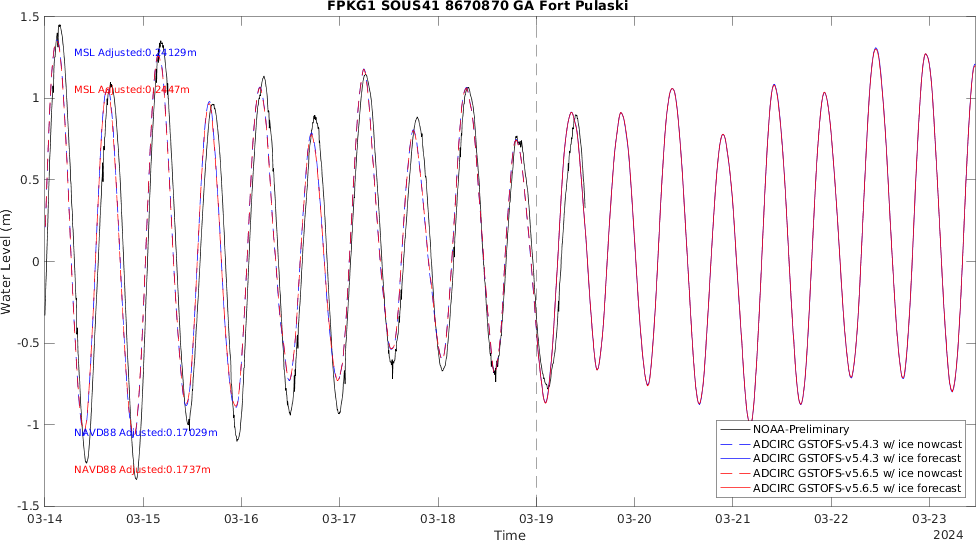 FPKG1 SOUS41 8670870 GA Fort Pulaski
1.5
1
0.5
0
-0.5
-1
-1.5
Water Level (m)
MSL Adjusted:0.24129m
MSL Adjusted:0.2447m
NAVD88 Adjusted:0.17029m
NAVD88 Adjusted:0.1737m
NOAA-Preliminary
ADCIRC GSTOFS-v5.4.3 w/ ice nowcast
ADCIRC GSTOFS-v5.4.3 w/ ice forecast
ADCIRC GSTOFS-v5.6.5 w/ ice nowcast
ADCIRC GSTOFS-v5.6.5 w/ ice forecast
03-14 03-15 03-16 03-17 03-18 03-19 03-20 03-21 03-22 03-23
Time
2024